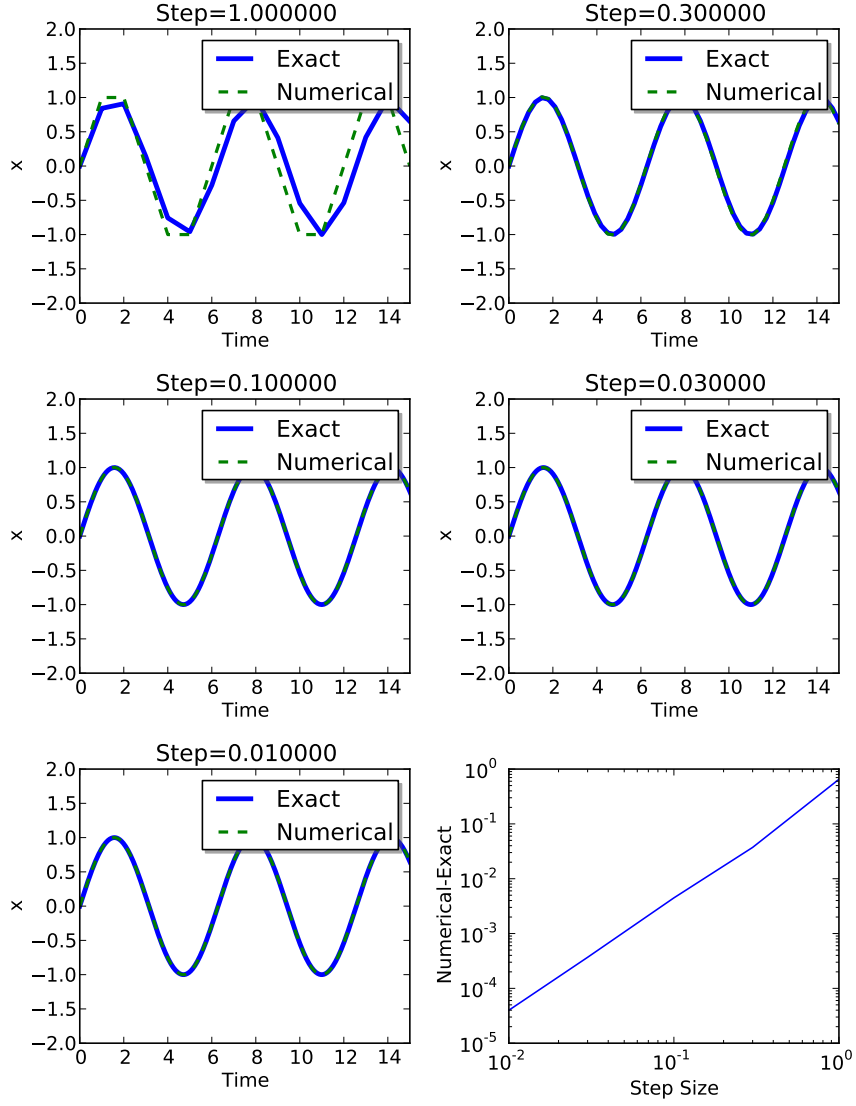 Step=1.000000
Step=0.300000
2.0
1.5
1.0
0.5
0.0
−0.5
−1.0
−1.5
−2.0
x
Exact
Numerical
0 2 4 6 8 10 12 14
Time
2.0
1.5
1.0
0.5
0.0
−0.5
−1.0
−1.5
−2.0
x
Exact
Numerical
0 2 4 6 8 10 12 14
Time
Step=0.100000
Step=0.030000
2.0
1.5
1.0
0.5
0.0
−0.5
−1.0
−1.5
−2.0
x
Exact
Numerical
0 2 4 6 8 10 12 14
Time
2.0
1.5
1.0
0.5
0.0
−0.5
−1.0
−1.5
−2.0
x
Exact
Numerical
0 2 4 6 8 10 12 14
Time
Step=0.010000
2.0
1.5
1.0
0.5
0.0
−0.5
−1.0
−1.5
−2.0
x
Exact
Numerical
0 2 4 6 8 10 12 14
Time
10⁰
10⁻¹
10⁻²
10⁻³
10⁻⁴
10⁻⁵
Numerical-Exact
10⁻² 10⁻¹ 10⁰
Step Size